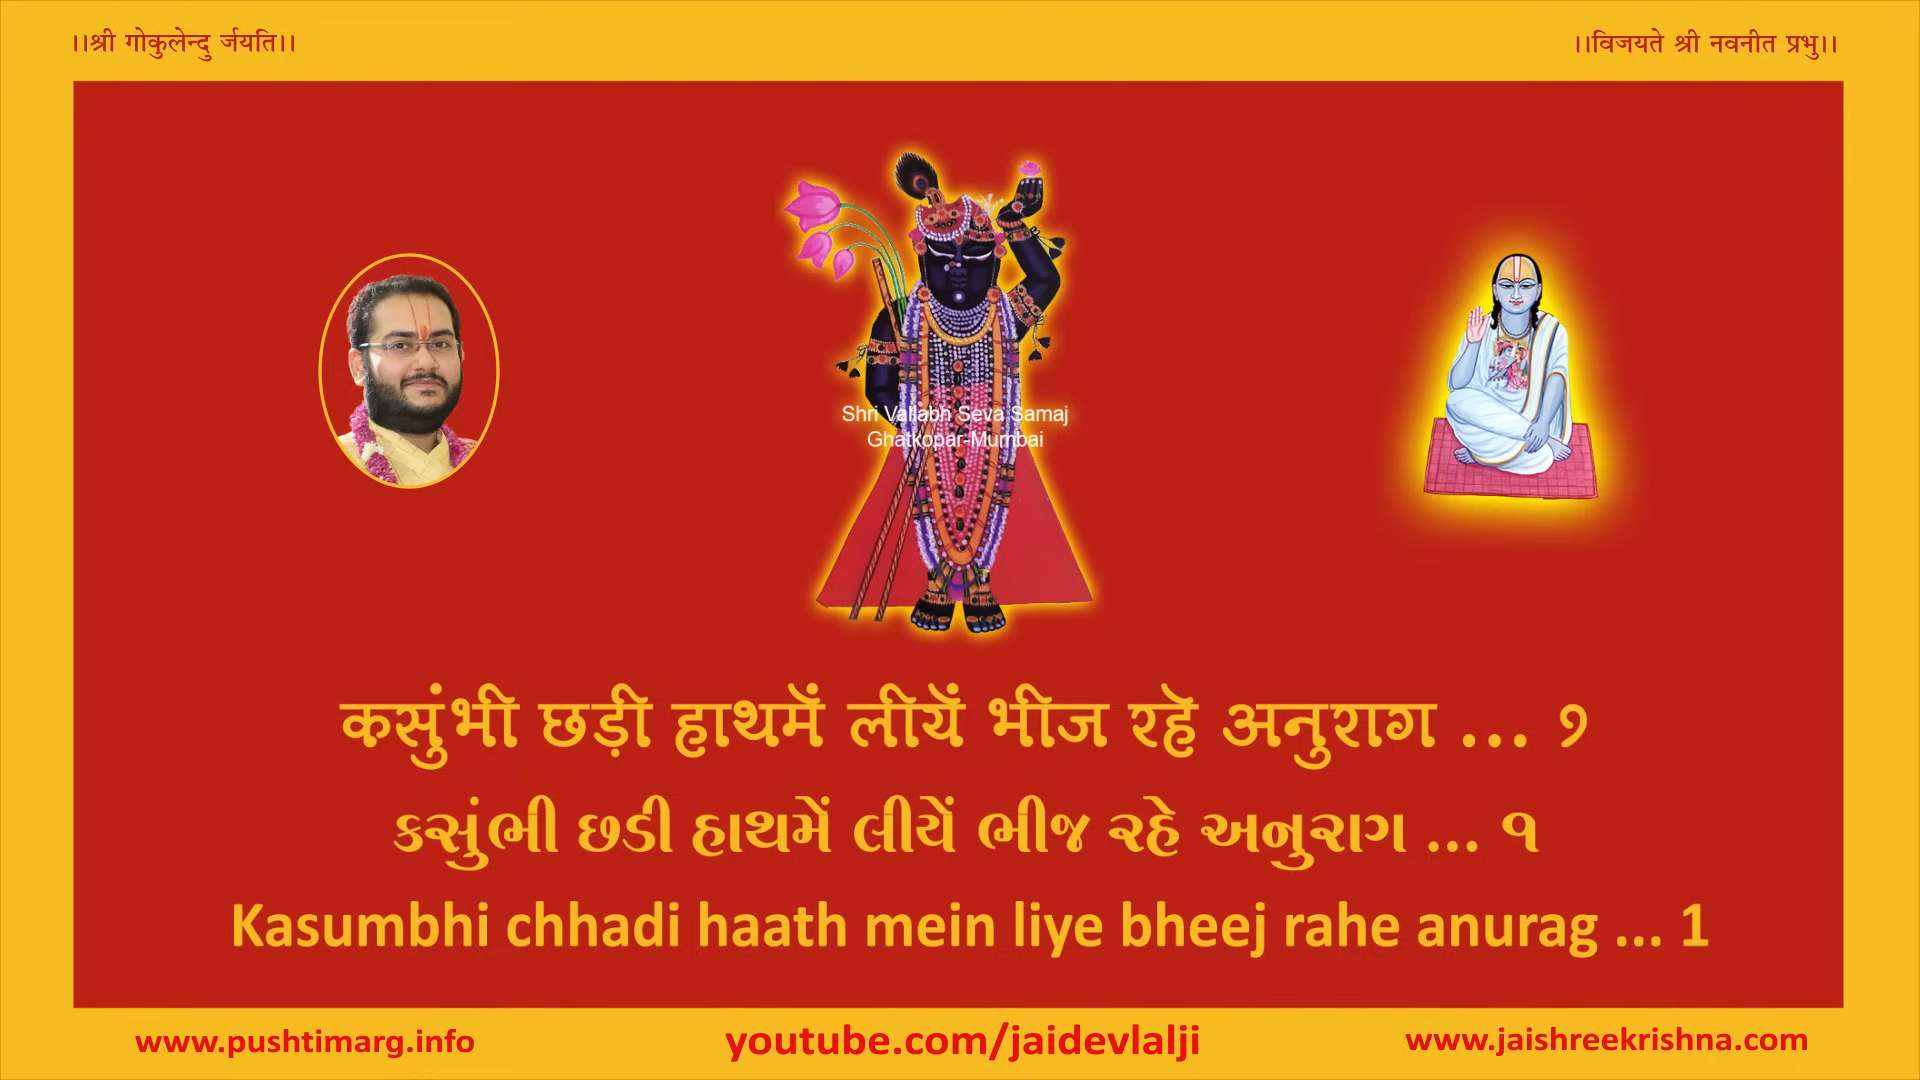 ।।श्री गोकुलेन्दु र्जयति।।
।।विजयते श्री नवनीत प्रभु।।
Shri Vallabh Seva Samaj
Ghatkopar-Mumbai
कसुंभी छड़ी हाथमें लीयें भीज रहे अनुराग ... १
કસુંભી છડી હાથમેં લીયેં ભીજ રહે અનુરાગ ... ૧
Kasumbhi chhadi haath mein liye bheej rahe anurag ... 1
www.pushtimarg.info
youtube.com/jaidevlalji
www.jaishreekrishna.com